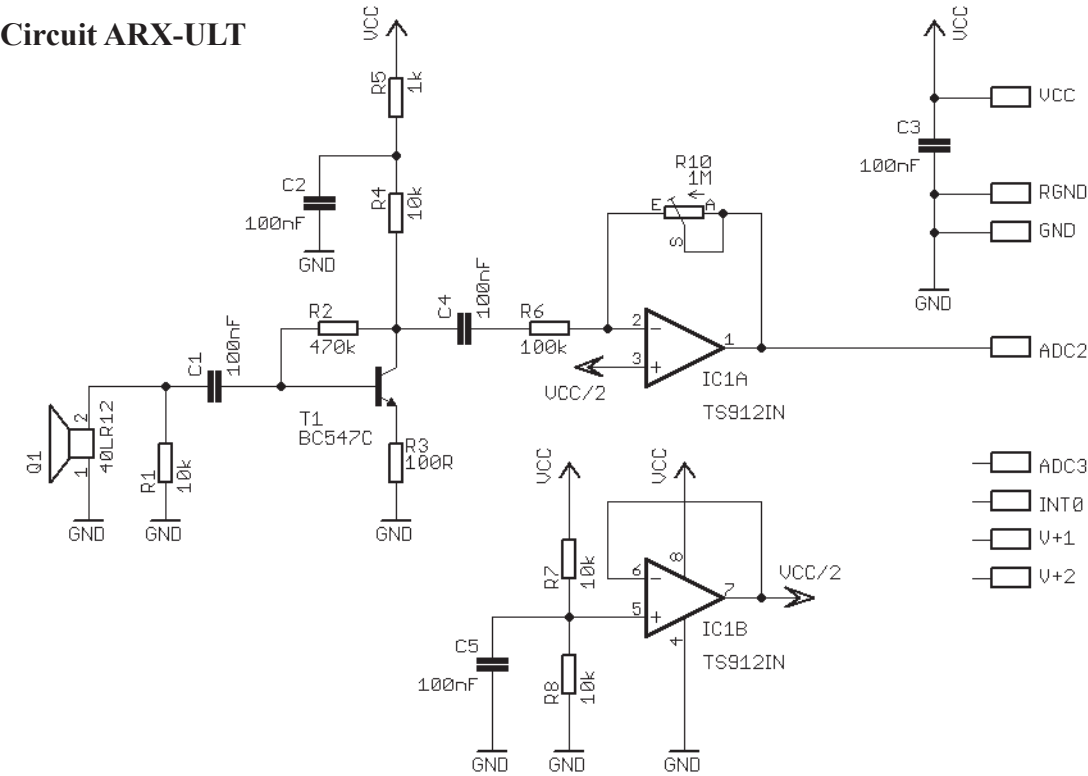 Circuit ARX-ULT
VCC
R5
1k
C2
100nF
GND
R4
10k
R2
470k
C4
100nF
R6
100k
R10
1M
E
A
S
2
3
1
VCC/2
IC1A
TS912IN
C1
100nF
T1
BC547C
R3
100R
GND
Q1
2
1
40LR12
GND
R1
10k
GND
VCC
R7
10k
VCC
6
5
8
7
4
VCC/2
IC1B
TS912IN
C5
100nF
R8
10k
GND
GND
GND
VCC
C3
100nF
GND
VCC
RGND
GND
ADC2
ADC3
INT0
V+1
V+2